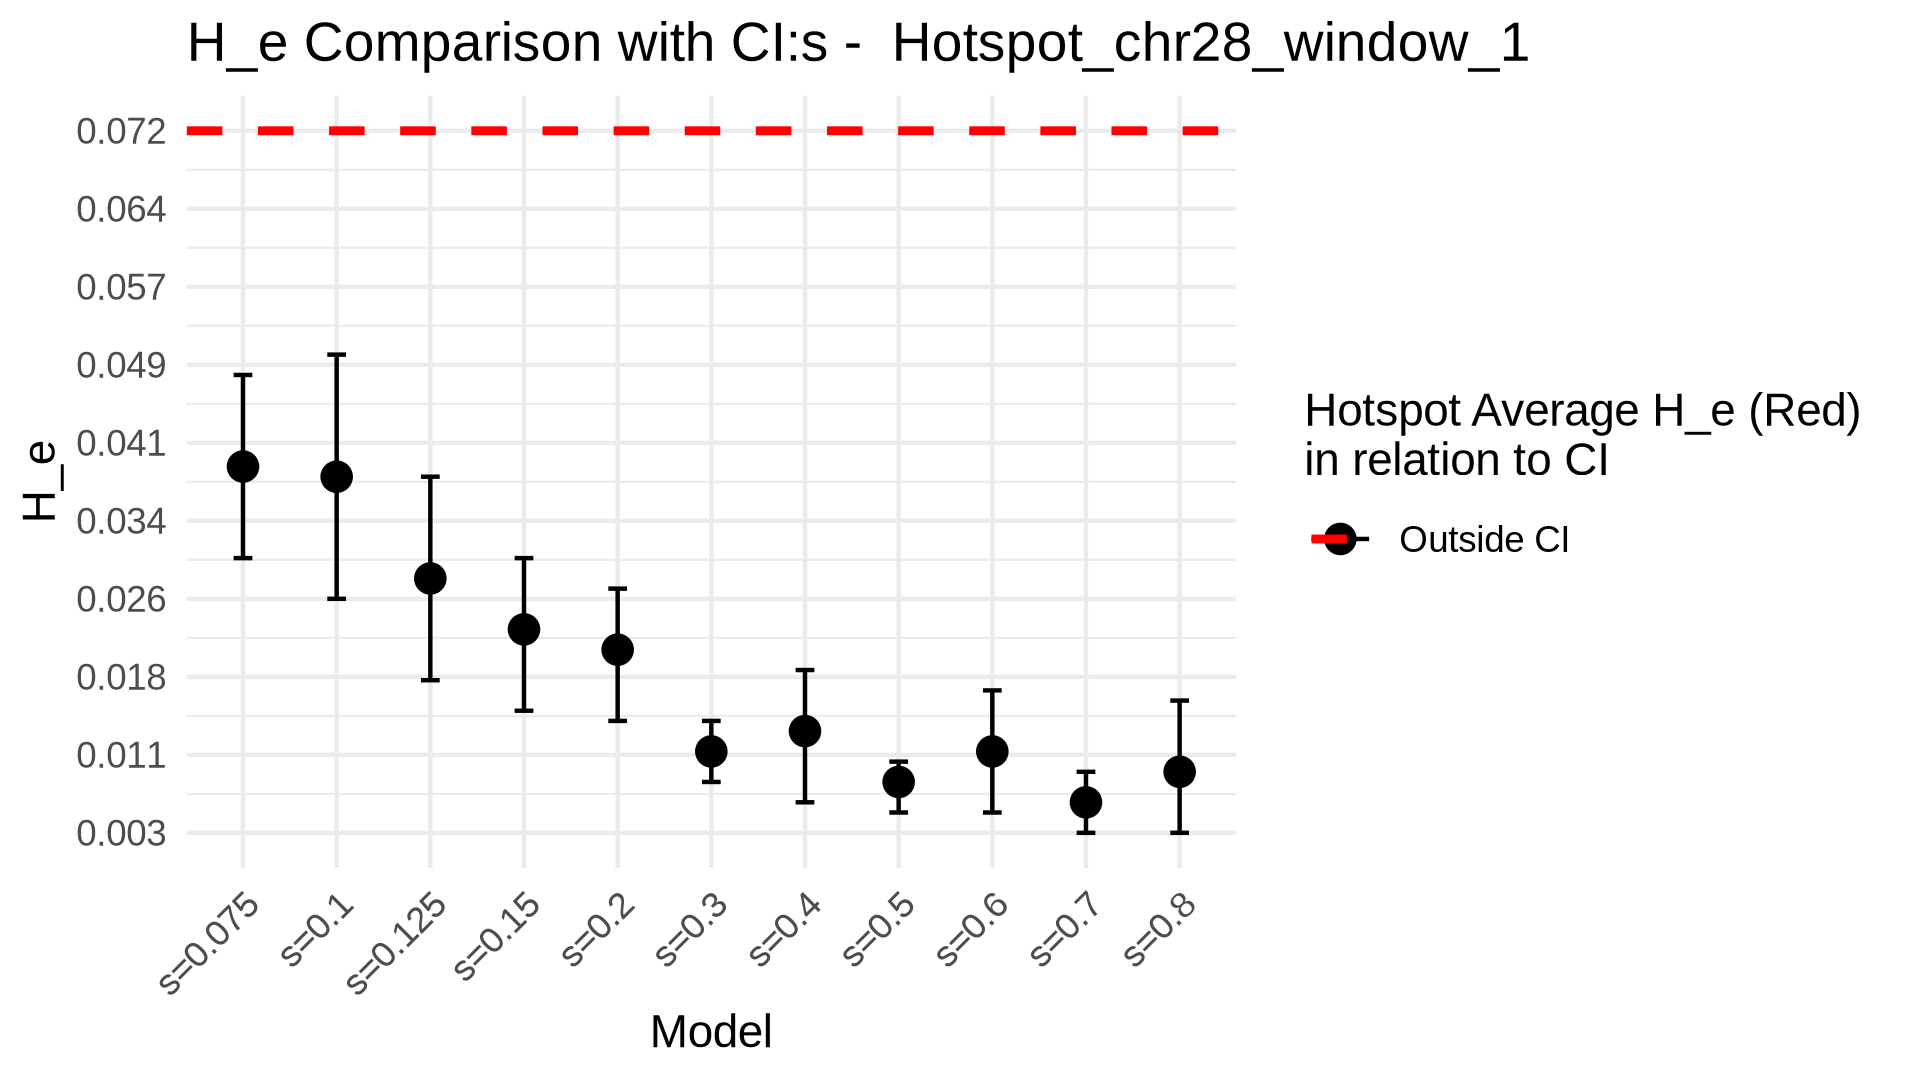 H_e Comparison with CI:s -  Hotspot_chr28_window_1
0.072
0.064
0.057
0.049
0.041
0.034
0.026
0.018
0.011
0.003
H_e
s=0.075
s=0.1
s=0.125
s=0.15
s=0.2
s=0.3
s=0.4
s=0.5
s=0.6
s=0.7
s=0.8
Model
Hotspot Average H_e (Red)
in relation to CI
Outside CI